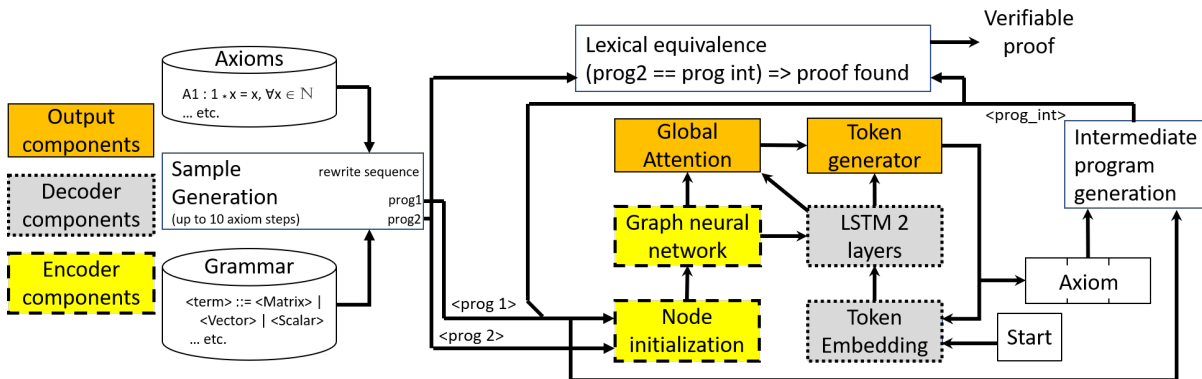 Axioms
A1 : 1 * x = x, ∀x ∈ ℕ
... etc.
Output
components
Decoder
components
Encoder
components
Sample
Generation
(up to 10 axiom steps)
rewrite sequence
prog1
prog2
Grammar
<term> ::= <Matrix> |
<Vector> | <Scalar>
... etc.
Lexical equivalence
(prog2 == prog int) => proof found
Verifiable
proof
<prog_int>
Intermediate
program
generation
Global
Attention
Token
generator
Graph neural
network
LSTM 2
layers
Axiom
<prog 1>
<prog 2>
Node
initialization
Token
Embedding
Start